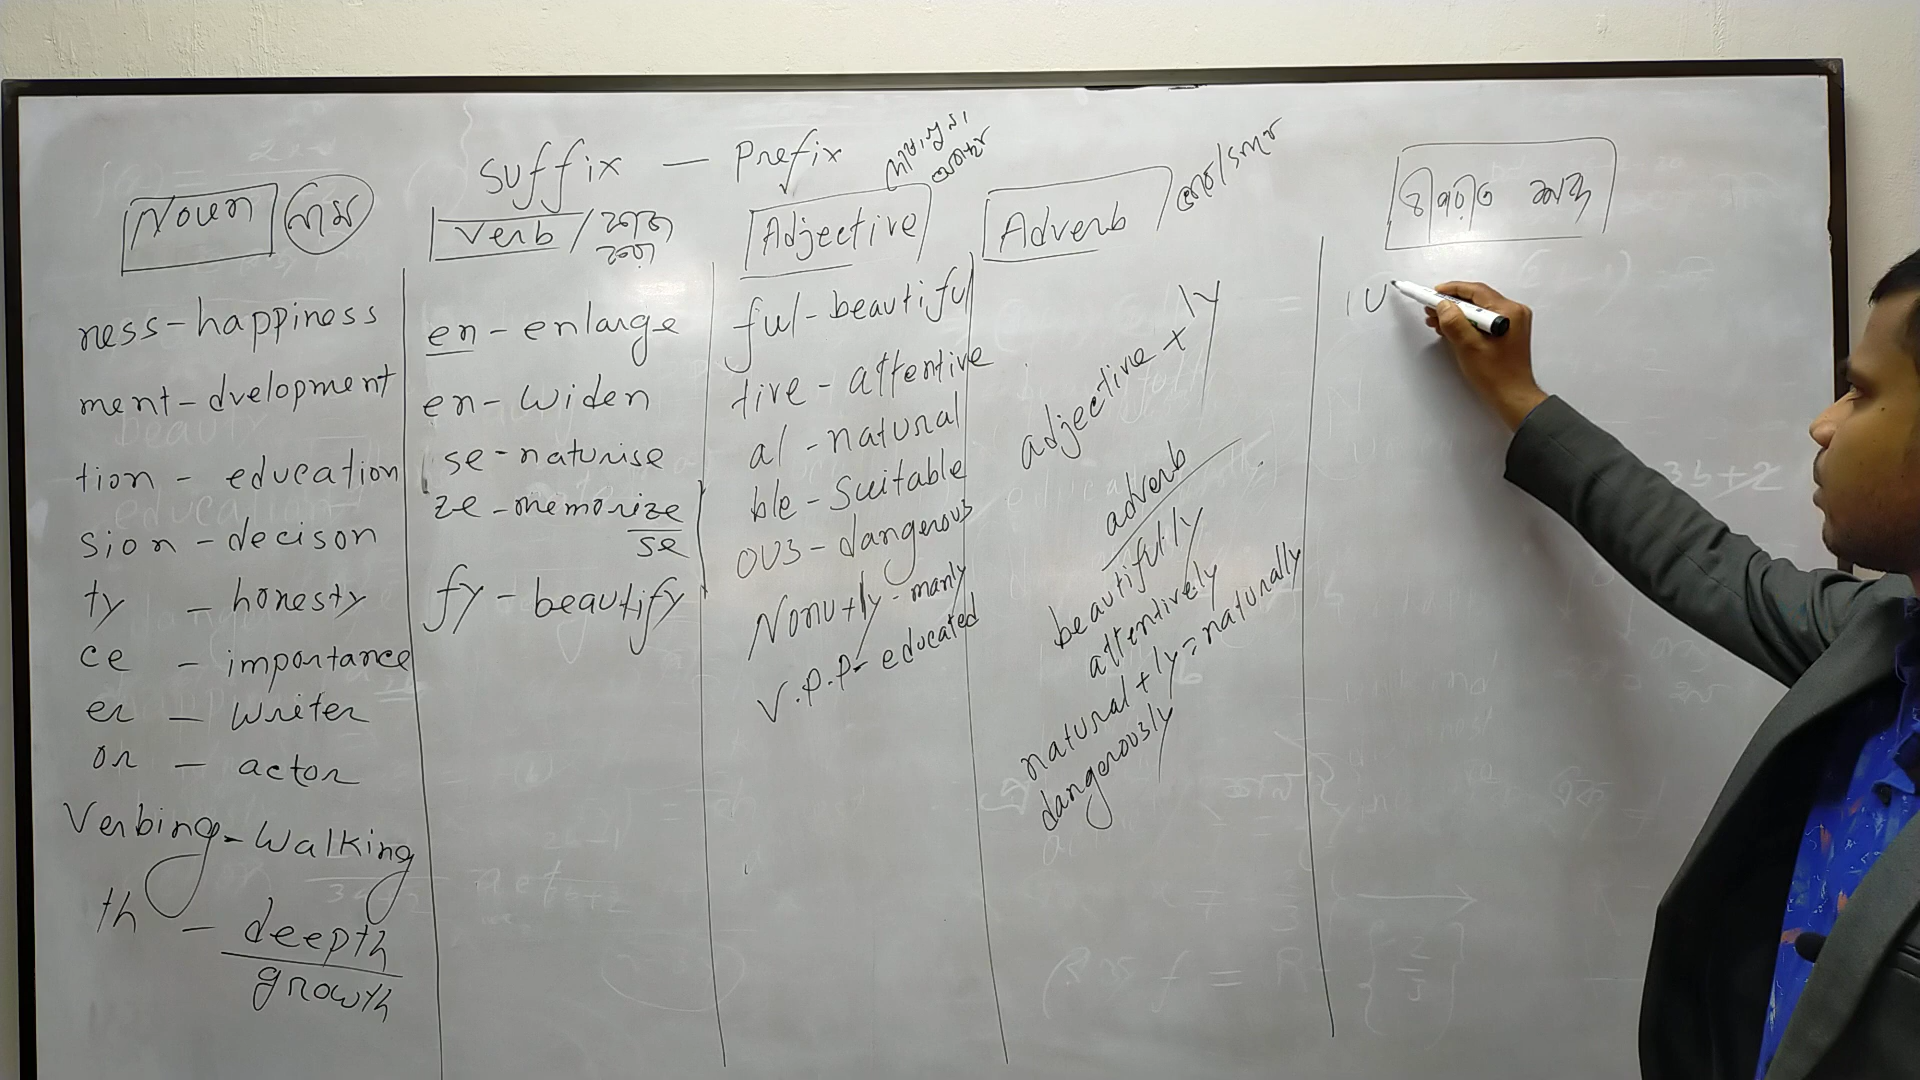 Suffix — Prefix
Noun নাম
ness - happiness
ment - dvelopment
tion - education
sion - decison
ty - honesty
ce - importance
er - writer
or - actor
Verbing - walking
th - deepth
growth
Verb /
en - enlarge
en - widen
se - naturise
ze - memorize
se
fy - beautify
Adjective
ful - beautiful
tive - attentive
al - natural
ble - Suitable
ous - dangerous
Nonu+ly - manly
V.P.P - educated
Adverb /
adjective + ly
adverb
beautifully
attentively
natural + ly = naturally
dangerously
বিপরীত অর্থ
1 U